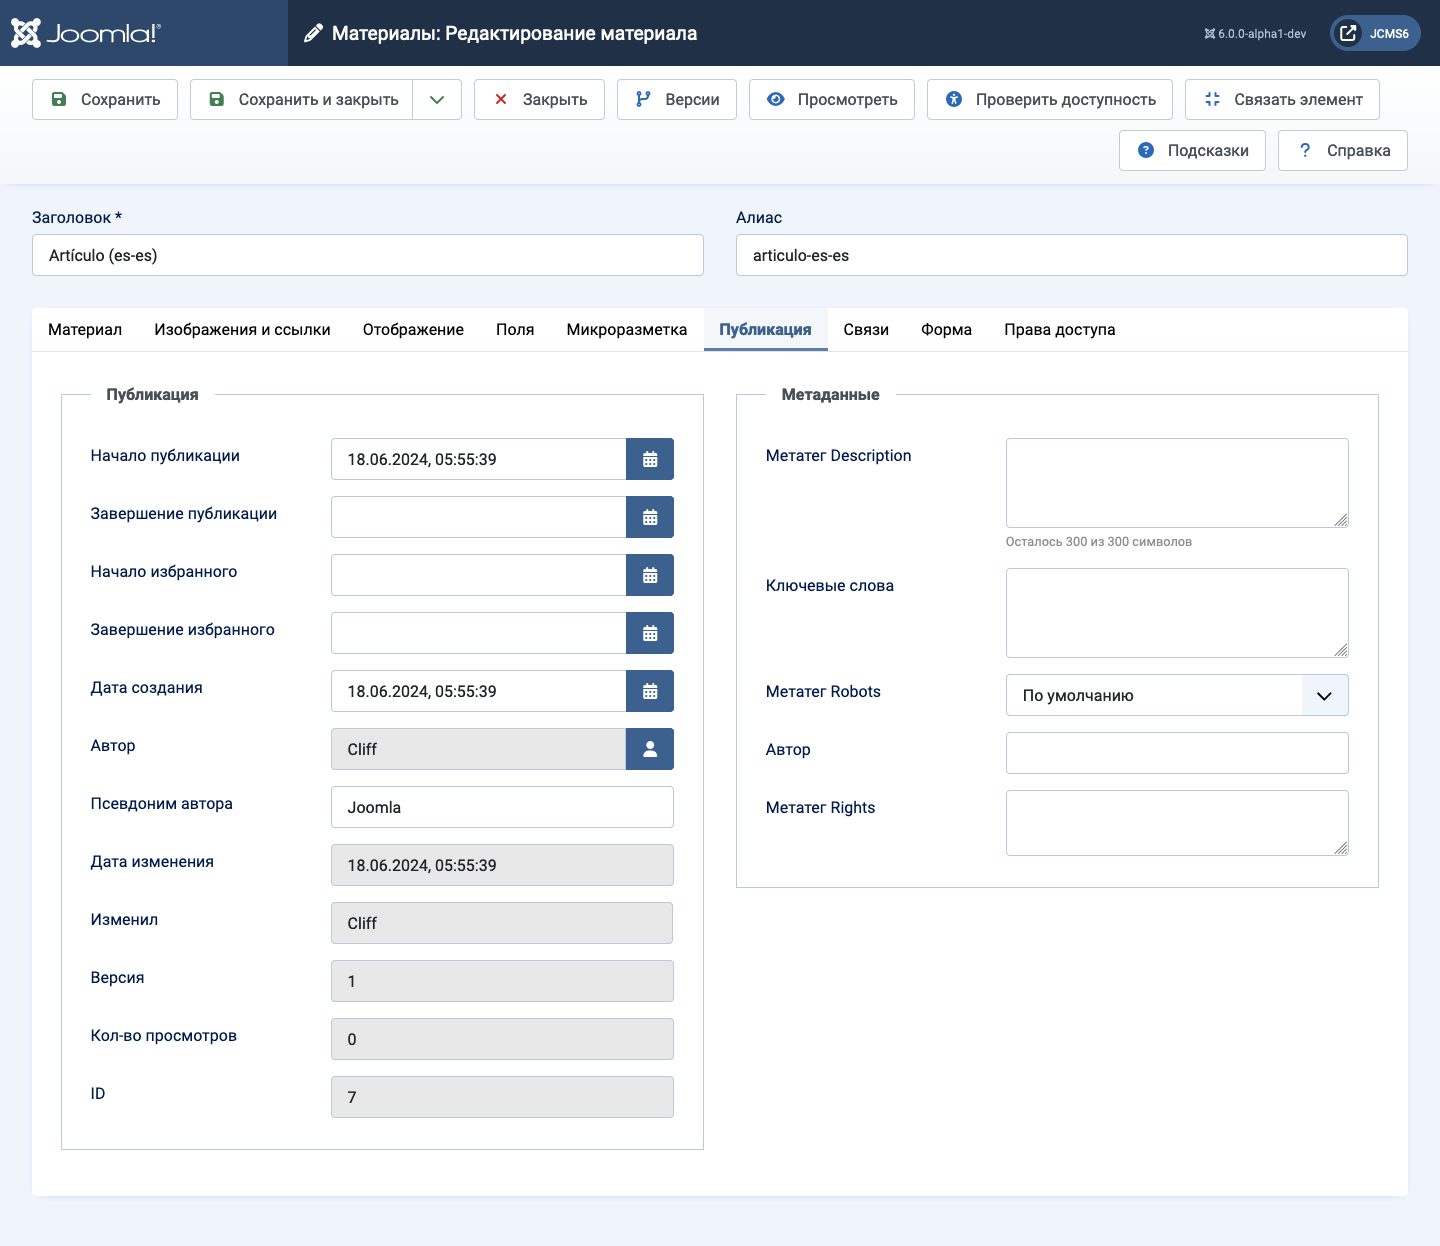 Joomla!®
Материалы: Редактирование материала
6.0.0-alpha1-dev
JCMS6
Сохранить
Сохранить и закрыть
Закрыть
Версии
Просмотреть
Проверить доступность
Связать элемент
Подсказки
Справка
Заголовок *
Artículo (es-es)
Алиас
articulo-es-es
Материал
Изображения и ссылки
Отображение
Поля
Микроразметка
Публикация
Связи
Форма
Права доступа
Публикация
Начало публикации
18.06.2024, 05:55:39
Завершение публикации
Начало избранного
Завершение избранного
Дата создания
18.06.2024, 05:55:39
Автор
Cliff
Псевдоним автора
Joomla
Дата изменения
18.06.2024, 05:55:39
Изменил
Cliff
Версия
1
Кол-во просмотров
0
ID
7
Метаданные
Метатег Description
Осталось 300 из 300 символов
Ключевые слова
Метатег Robots
По умолчанию
Автор
Метатег Rights